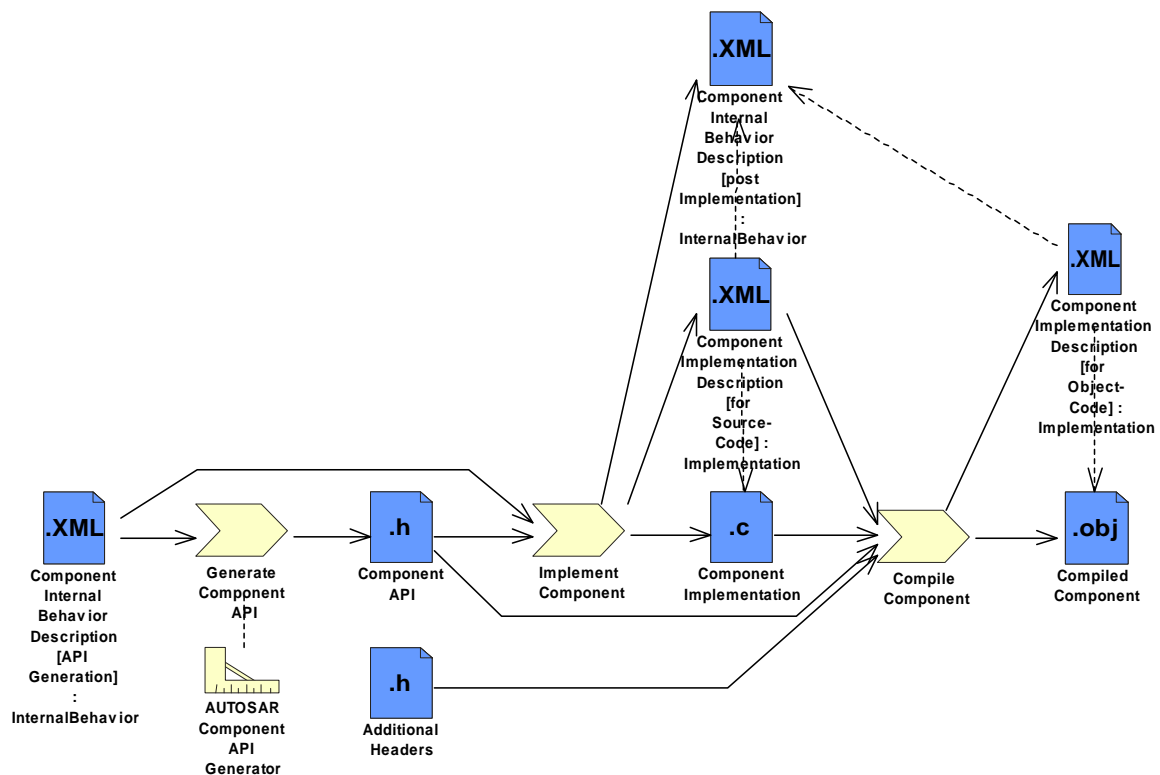 .XML
Component
Internal
Behavior
Description
[post
Implementation]
:
InternalBehavior
.XML
Component
Implementation
Description
[for
Source-
Code] :
Implementation
.XML
Component
Implementation
Description
[for
Object-
Code] :
Implementation
.XML
Component
Internal
Behavior
Description
[API
Generation]
:
InternalBehavior
Generate
Component
API
AUTOSAR
Component
API
Generator
.h
Component
API
.h
Additional
Headers
Implement
Component
.c
Component
Implementation
Compile
Component
.obj
Compiled
Component